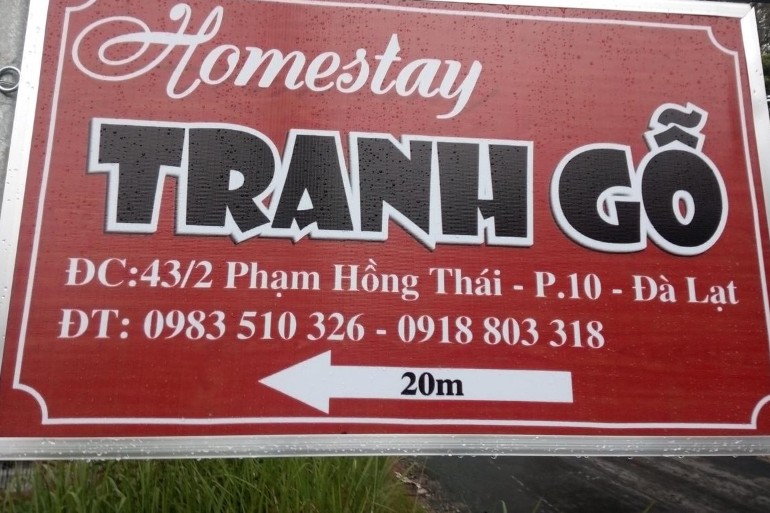 Homestay
TRANH GỖ
ĐC:43/2 Phạm Hồng Thái - P.10 - Đà Lạt
ĐT: 0983 510 326 - 0918 803 318
20m